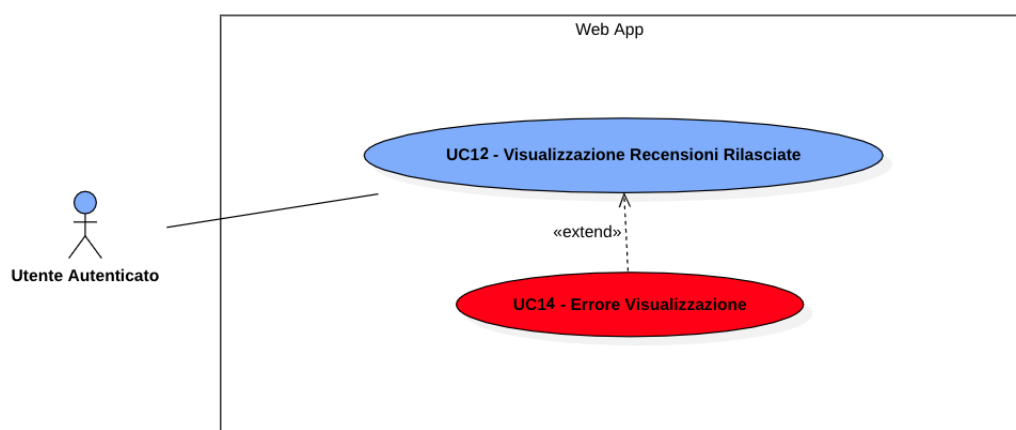 Web App
UC12 - Visualizzazione Recensioni Rilasciate
«extend»
Utente Autenticato
UC14 - Errore Visualizzazione